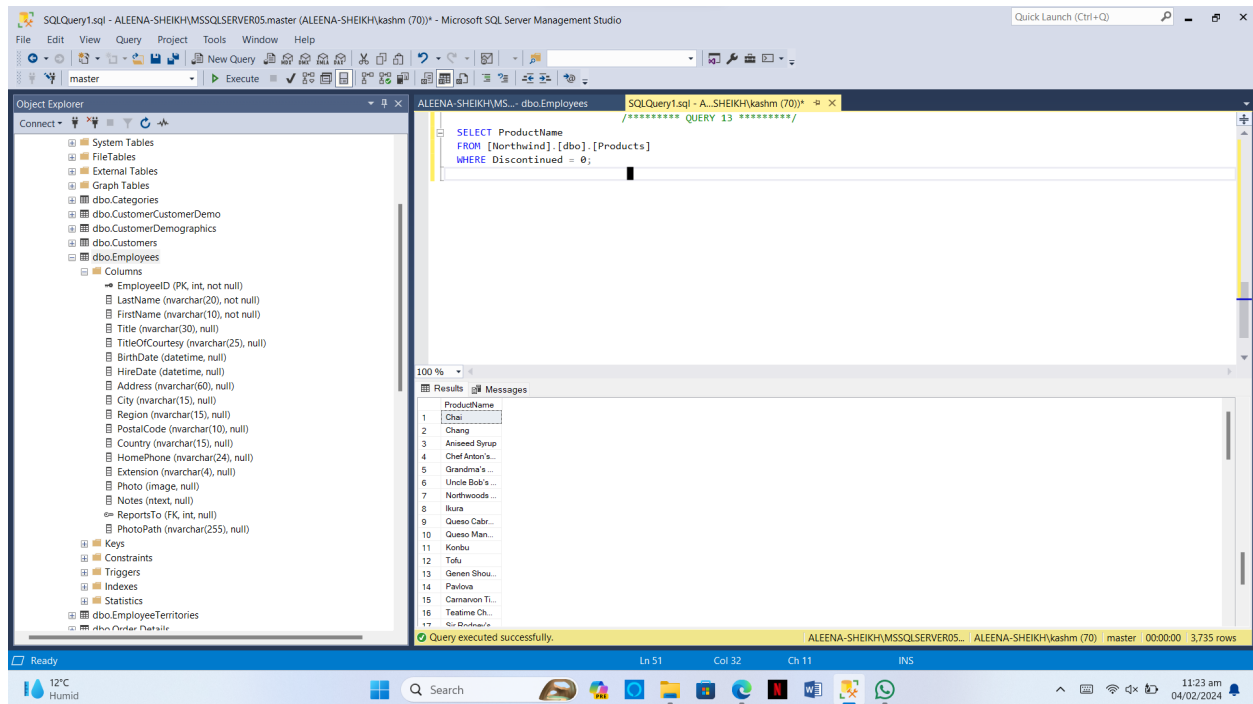 SQLQuery1.sql - ALEENA-SHEIKH\MSSQLSERVER05.master (ALEENA-SHEIKH\kashm (70))* - Microsoft SQL Server Management Studio
Quick Launch (Ctrl+Q)
File Edit View Query Project Tools Window Help
New Query
master
Execute
Object Explorer
Connect
System Tables
FileTables
External Tables
Graph Tables
dbo.Categories
dbo.CustomerCustomerDemo
dbo.CustomerDemographics
dbo.Customers
dbo.Employees
Columns
EmployeeID (PK, int, not null)
LastName (nvarchar(20), not null)
FirstName (nvarchar(10), not null)
Title (nvarchar(30), null)
TitleOfCourtesy (nvarchar(25), null)
BirthDate (datetime, null)
HireDate (datetime, null)
Address (nvarchar(60), null)
City (nvarchar(15), null)
Region (nvarchar(15), null)
PostalCode (nvarchar(10), null)
Country (nvarchar(15), null)
HomePhone (nvarchar(24), null)
Extension (nvarchar(4), null)
Photo (image, null)
Notes (ntext, null)
ReportsTo (FK, int, null)
PhotoPath (nvarchar(255), null)
Keys
Constraints
Triggers
Indexes
Statistics
dbo.EmployeeTerritories
dbo.Order Details
ALEENA-SHEIKH\MS...- dbo.Employees
SQLQuery1.sql - A...SHEIKH\kashm (70))*
/********* QUERY 13 *********/
SELECT ProductName
FROM [Northwind].[dbo].[Products]
WHERE Discontinued = 0;
100 %
Results Messages
ProductName
1 Chai
2 Chang
3 Aniseed Syrup
4 Chef Anton's...
5 Grandma's ...
6 Uncle Bob's ...
7 Northwoods ...
8 Ikura
9 Queso Cabr...
10 Queso Man...
11 Konbu
12 Tofu
13 Genen Shou...
14 Pavlova
15 Carnarvon Ti...
16 Teatime Ch...
17 Sir Rodney's
Query executed successfully.
ALEENA-SHEIKH\MSSQLSERVER05... ALEENA-SHEIKH\kashm (70) master 00:00:00 3,735 rows
Ready Ln 51 Col 32 Ch 11 INS
12°C
Humid
Search
PRE
N
W
11:23 am
04/02/2024